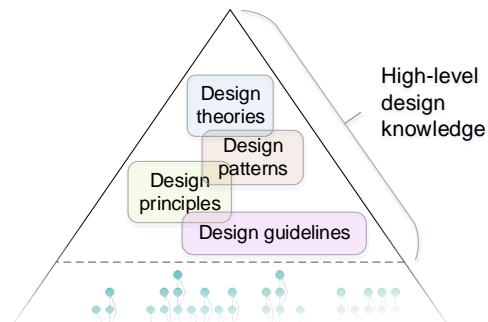 Design
theories
Design
patterns
Design
principles
Design guidelines
High-level
design
knowledge